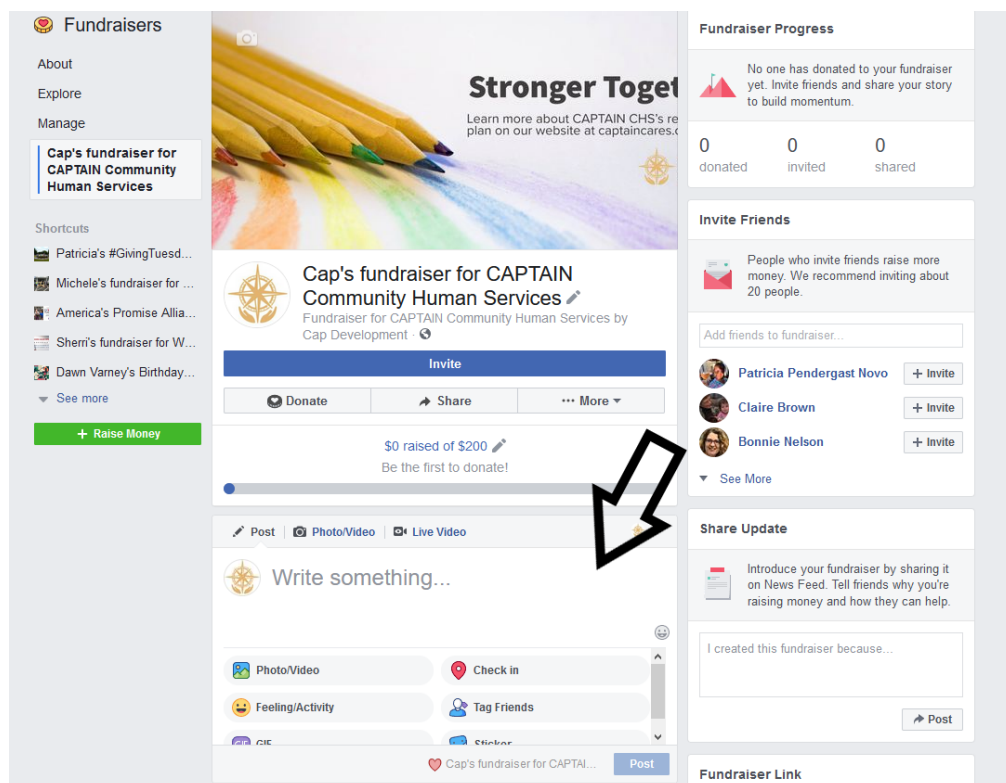 Fundraisers
About
Explore
Manage
Cap's fundraiser for
CAPTAIN Community
Human Services
Shortcuts
Patricia's #GivingTuesd...
Michele's fundraiser for ...
America's Promise Allia...
Sherri's fundraiser for W...
Dawn Varney's Birthday...
See more
+ Raise Money
Stronger Toget
Learn more about CAPTAIN CHS's re
plan on our website at captaincares.
Cap's fundraiser for CAPTAIN
Community Human Services
Fundraiser for CAPTAIN Community Human Services by
Cap Development ·
Invite
Donate
Share
··· More
$0 raised of $200
Be the first to donate!
Post
Photo/Video
Live Video
Write something...
Photo/Video
Check in
Feeling/Activity
Tag Friends
GIF
Sticker
Cap's fundraiser for CAPTAI...
Post
Fundraiser Progress
No one has donated to your fundraiser
yet. Invite friends and share your story
to build momentum.
0 0 0
donated invited shared
Invite Friends
People who invite friends raise more
money. We recommend inviting about
20 people.
Add friends to fundraiser...
Patricia Pendergast Novo + Invite
Claire Brown + Invite
Bonnie Nelson + Invite
See More
Share Update
Introduce your fundraiser by sharing it
on News Feed. Tell friends why you're
raising money and how they can help.
I created this fundraiser because...
Post
Fundraiser Link